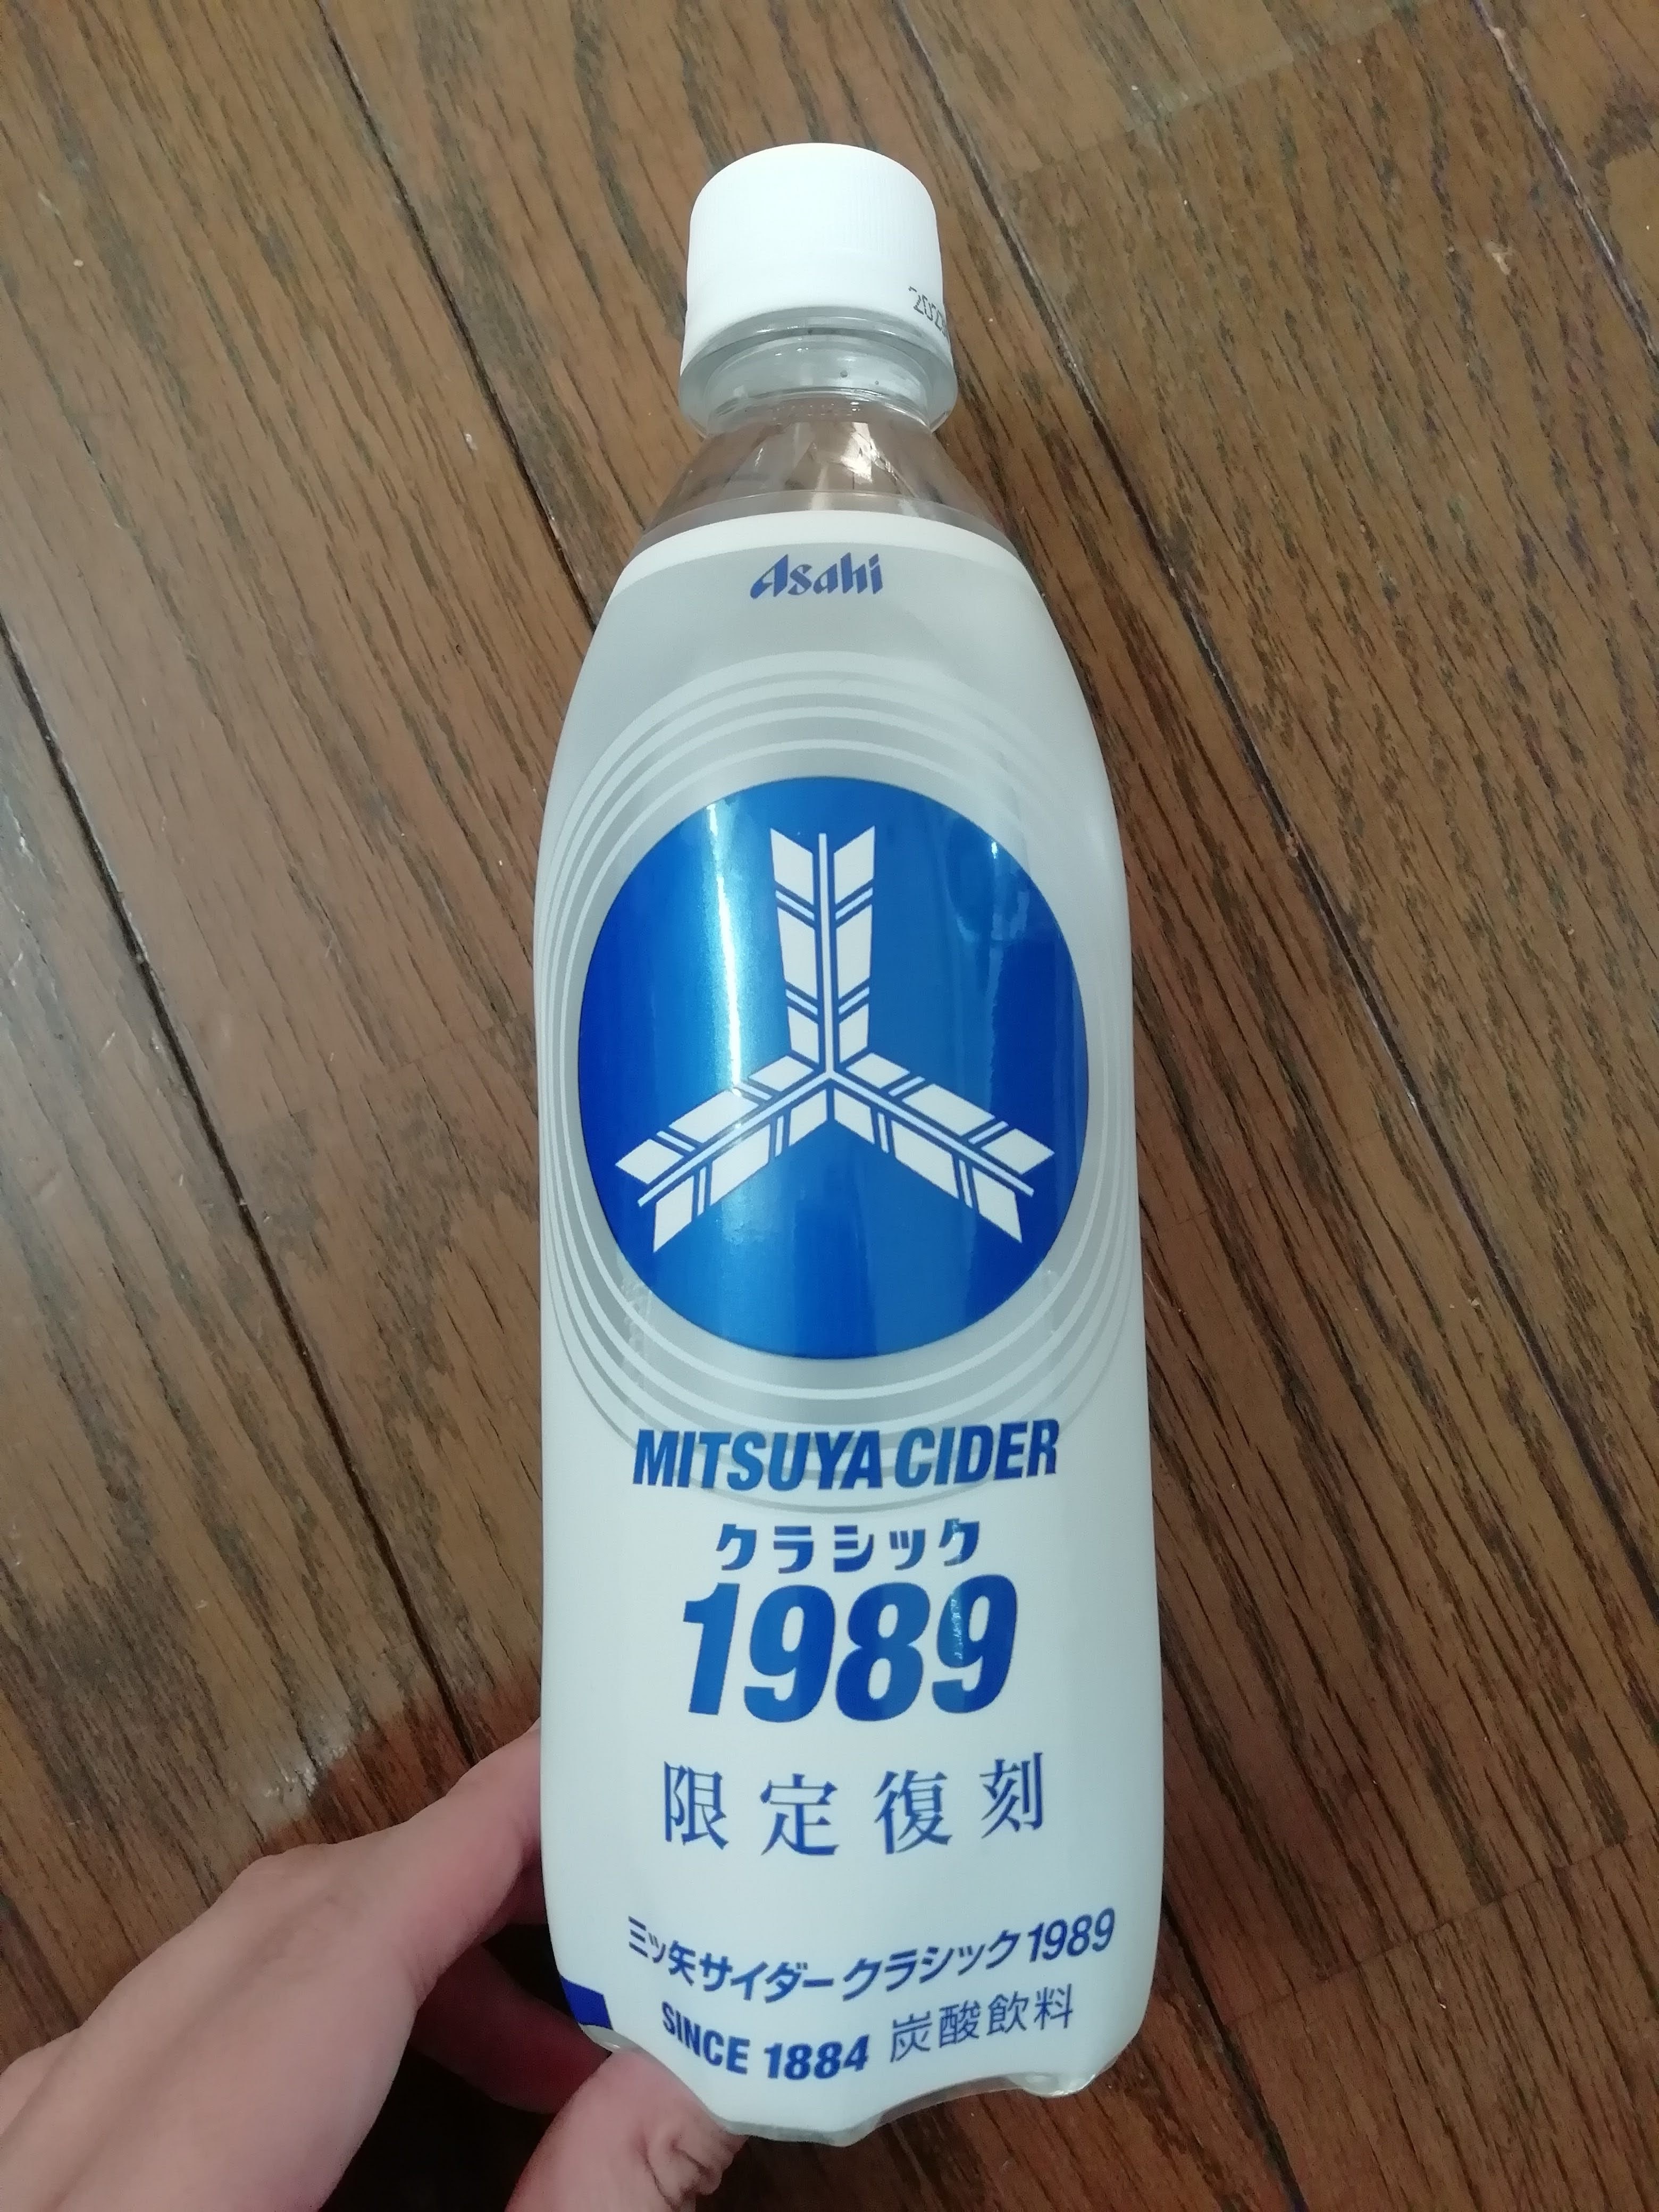 Asahi
MITSUYA CIDER
クラシック
1989
限定復刻
三ツ矢サイダー クラシック1989
SINCE 1884 炭酸飲料